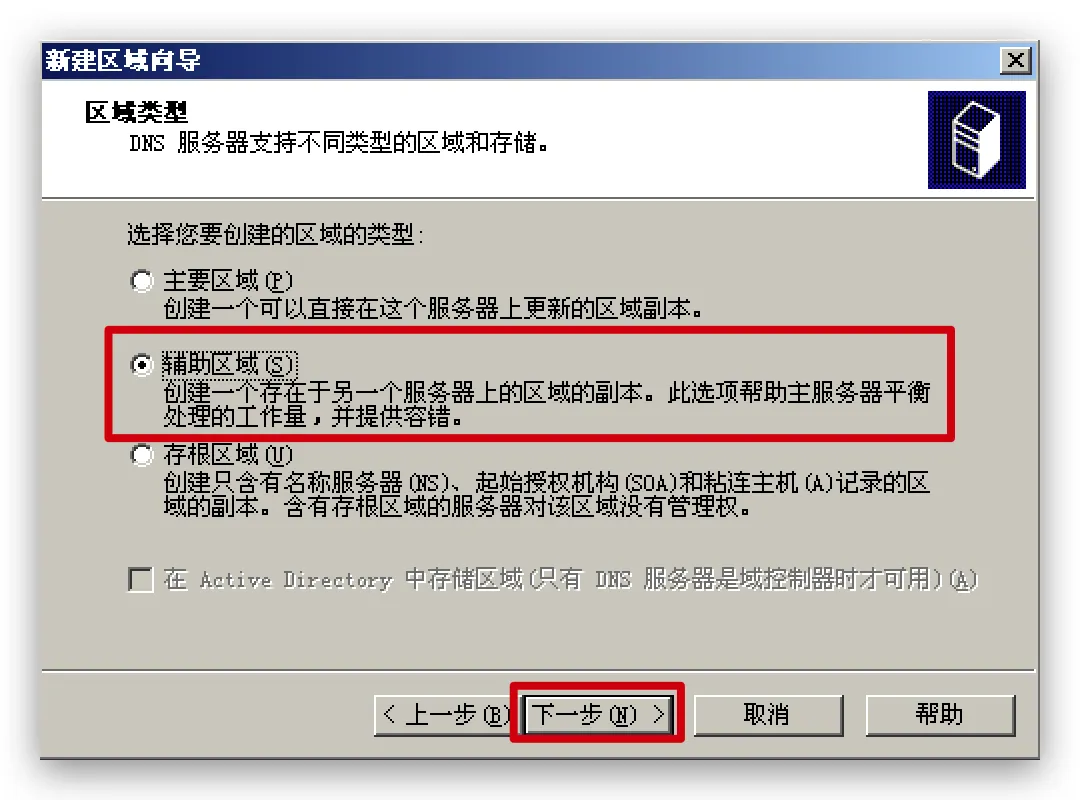 新建区域向导
区域类型
DNS 服务器支持不同类型的区域和存储。
选择您要创建的区域的类型:
主要区域(P)
创建一个可以直接在这个服务器上更新的区域副本。
辅助区域(S)
创建一个存在于另一个服务器上的区域的副本。此选项帮助主服务器平衡
处理的工作量，并提供容错。
存根区域(U)
创建只含有名称服务器(NS)、起始授权机构(SOA)和粘连主机(A)记录的区
域的副本。含有存根区域的服务器对该区域没有管理权。
在 Active Directory 中存储区域(只有 DNS 服务器是域控制器时才可用)(A)
< 上一步(B) 下一步(N) > 取消 帮助